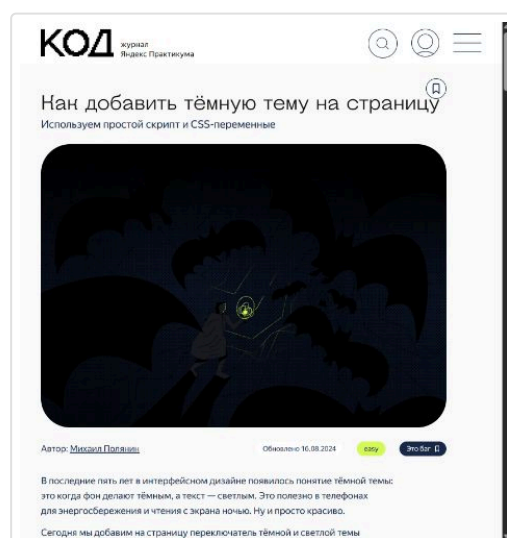 КОД
журнал
Яндекс Практикума
Как добавить тёмную тему на страницу
Используем простой скрипт и CSS-переменные
Автор: Михаил Полянин
Обновлено 16.08.2024
easy
Это баг
В последние пять лет в интерфейсном дизайне появилось понятие тёмной темы:
это когда фон делают тёмным, а текст — светлым. Это полезно в телефонах
для энергосбережения и чтения с экрана ночью. Ну и просто красиво.
Сегодня мы добавим на страницу переключатель тёмной и светлой темы